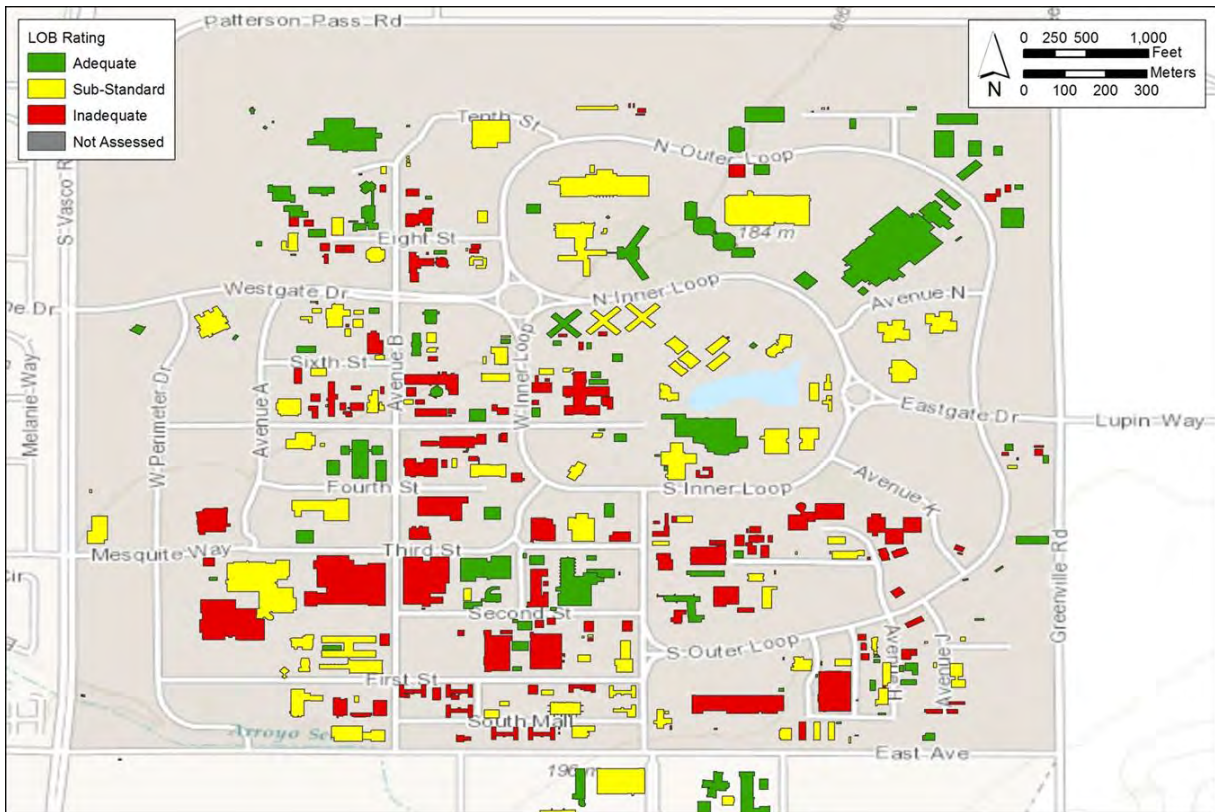 Patterson Pass Rd
LOB Rating
Adequate
Sub-Standard
Inadequate
Not Assessed
0 250 500 1,000
Feet
Meters
0 100 200 300
N
Tenth St
N Outer Loop
S Vasco R
Eight St
184 m
Westgate Dr
N Inner Loop
Avenue N
De Dr
Sixth St
Avenue B
W Inner Loop
Melanie Way
W Perimeter Dr
Avenue A
Eastgate Dr
Lupin Way
Fourth St
S Inner Loop
Avenue K
Mesquite Way
Third St
Greenville Rd
Cir
Second St
S Outer Loop
Avenue H
Avenue J
First St
South Mall
Arroyo Se
East Ave
196 m